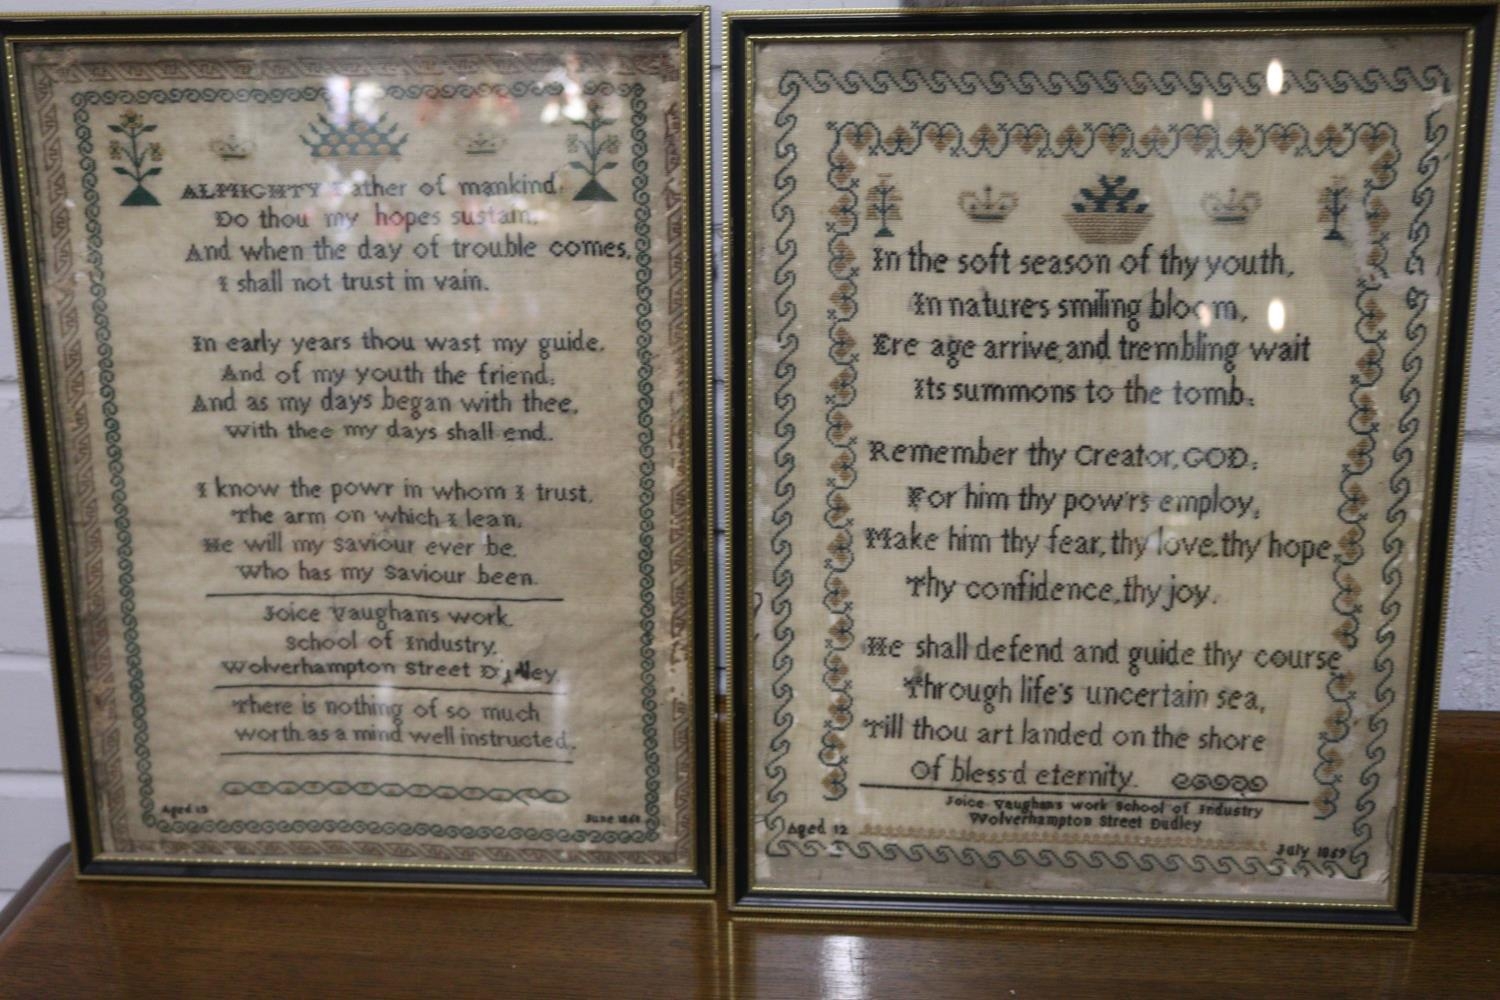 ALMIGHTY Father of mankind,
Do thou my hopes sustain,
And when the day of trouble comes,
I shall not trust in vain.
In early years thou wast my guide,
And of my youth the friend,
And as my days began with thee,
With thee my days shall end.
I know the powr in whom I trust,
The arm on which I lean,
He will my Saviour ever be,
Who has my Saviour been.
Joice Vaughans work.
School of Industry.
Wolverhampton Street Dudley
There is nothing of so much
worth as a mind well instructed.
Aged 13
June
In the soft season of thy youth,
In natures smiling bloom,
Ere age arrive, and trembling wait
Its summons to the tomb;
Remember thy Creator, GOD;
For him thy pow'rs employ,
Make him thy fear, thy love, thy hope,
Thy confidence, thy joy.
He shall defend and guide thy course
Through life's uncertain sea,
Till thou art landed on the shore
Of bless'd eternity.
Joice Vaughans work School of Industry
Wolverhampton Street Dudley
Aged 12
July 1859